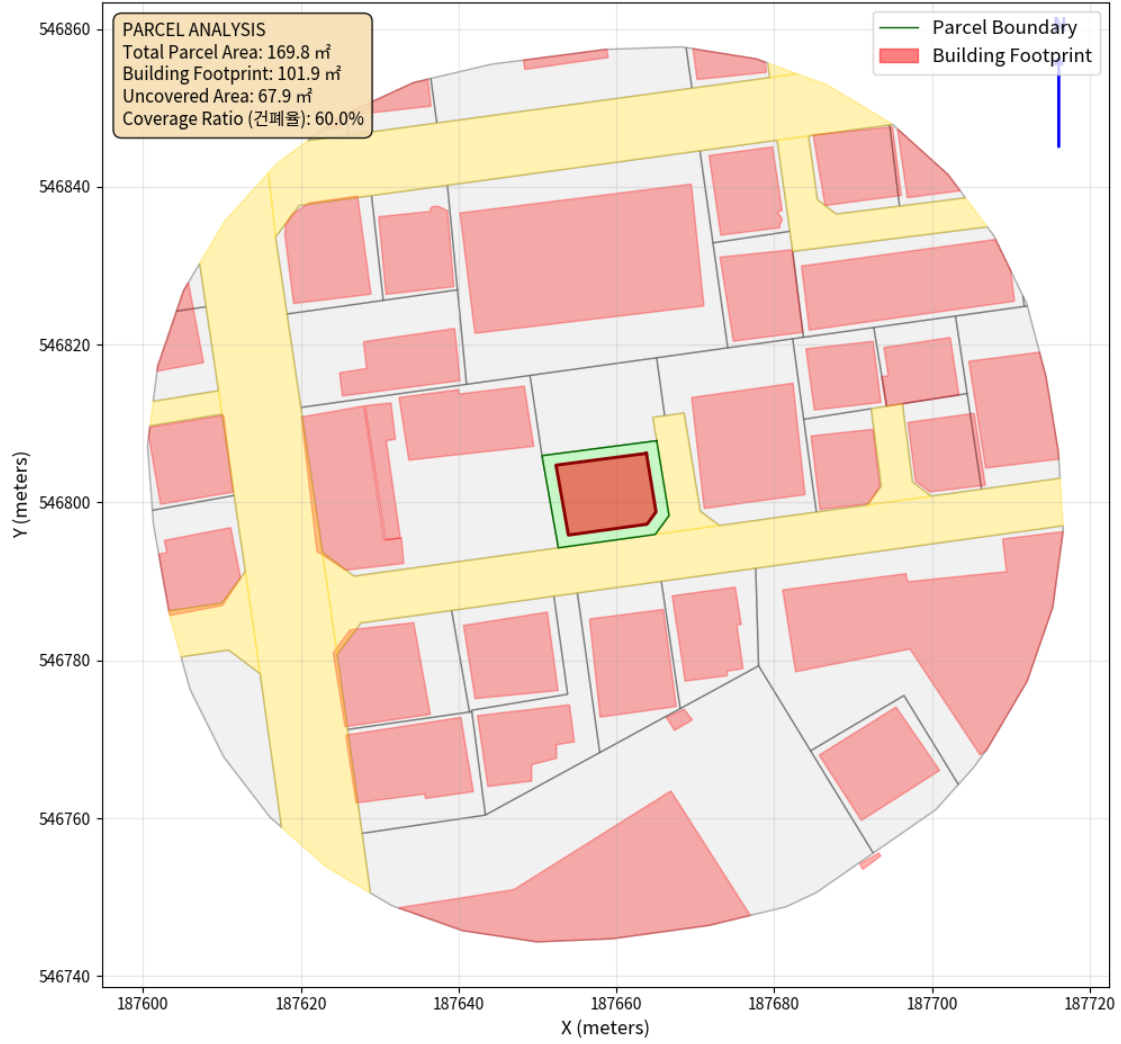 PARCEL ANALYSIS
Total Parcel Area: 169.8 ㎡
Building Footprint: 101.9 ㎡
Uncovered Area: 67.9 ㎡
Coverage Ratio (건폐율): 60.0%
Parcel Boundary
Building Footprint
N
546860
546840
546820
546800
546780
546760
546740
Y (meters)
187600
187620
187640
187660
187680
187700
187720
X (meters)